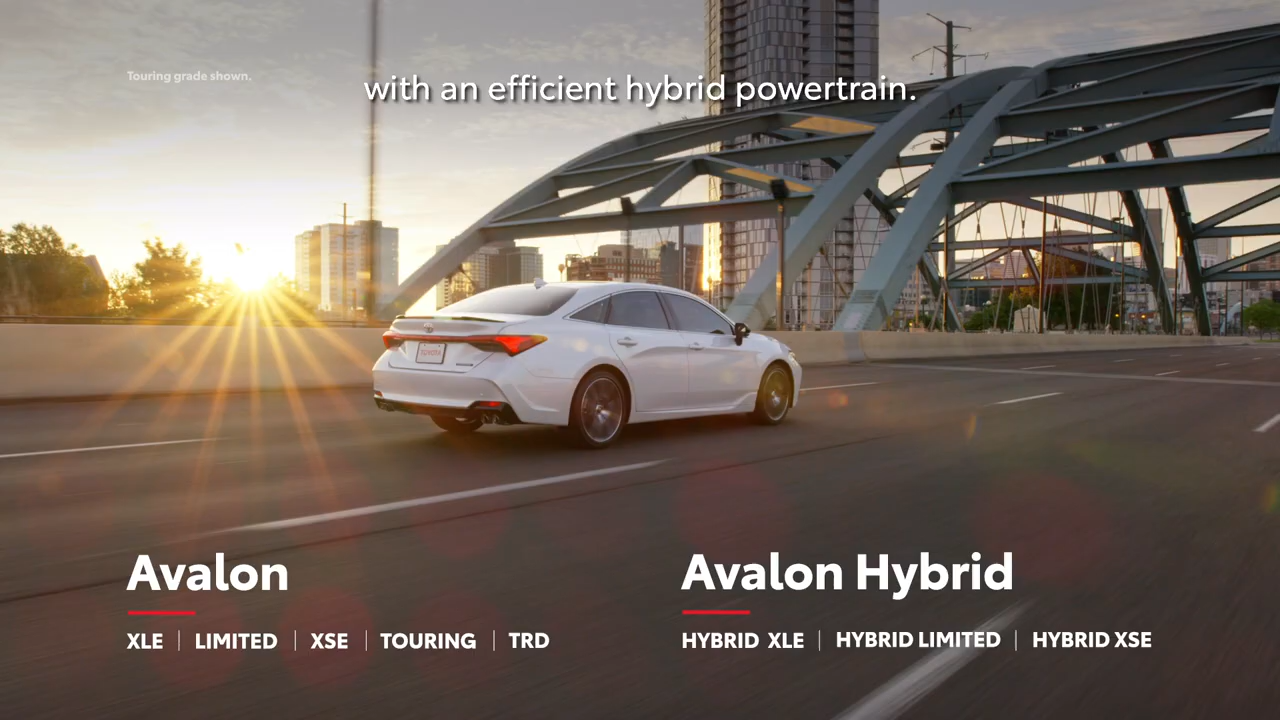 Touring grade shown.
with an efficient hybrid powertrain.
TOYOTA
Avalon
XLE | LIMITED | XSE | TOURING | TRD
Avalon Hybrid
HYBRID XLE | HYBRID LIMITED | HYBRID XSE